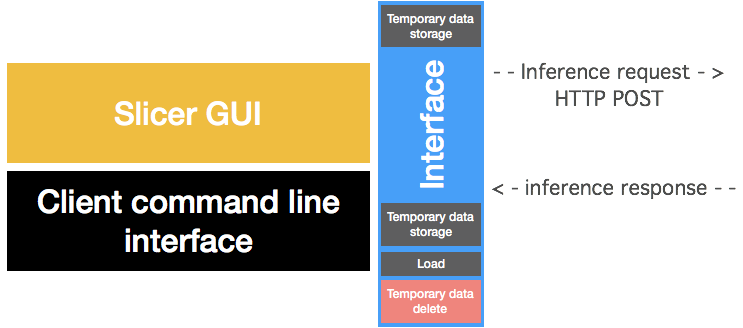 Slicer GUI
Client command line
interface
Temporary data
storage
Interface
Temporary data
storage
Load
Temporary data
delete
- - Inference request - >
HTTP POST
< - inference response - -